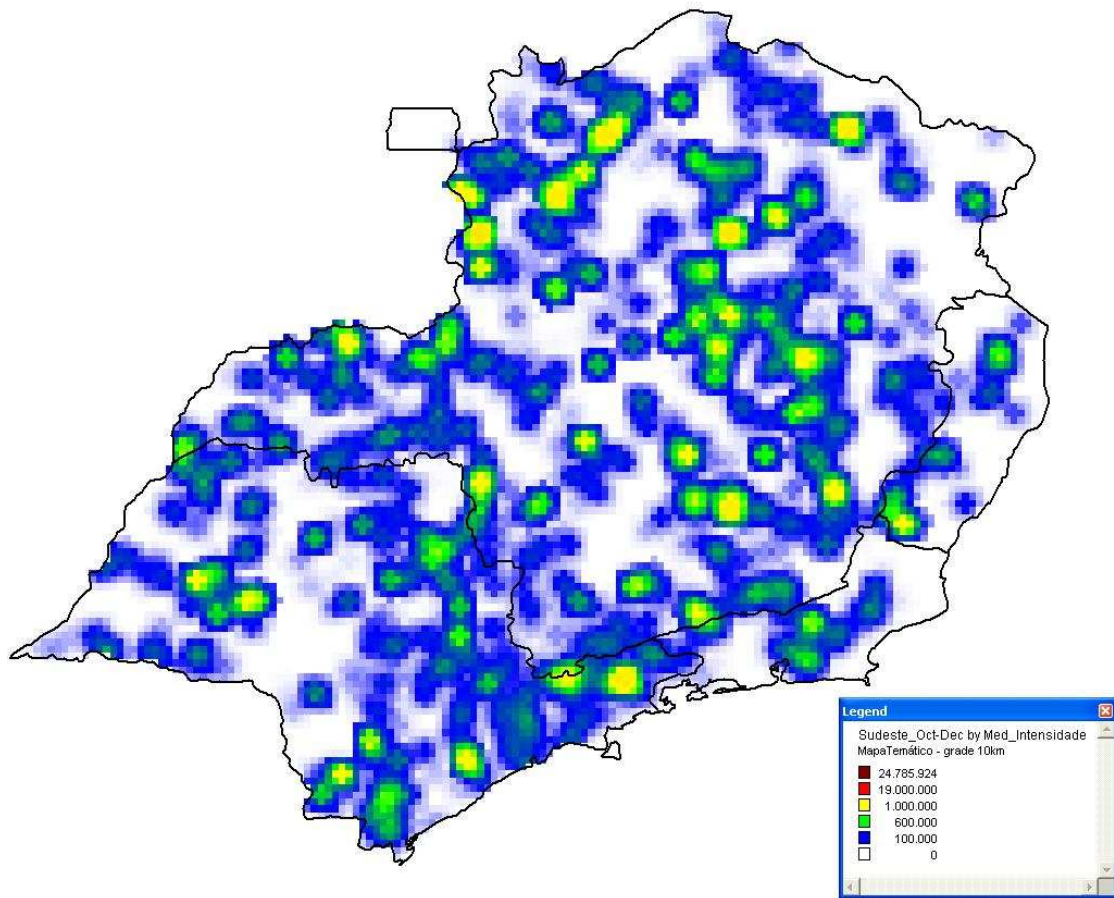 Legend
Sudeste_Oct-Dec by Med_Intensidade
MapaTemático - grade 10km
24.785.924
19.000.000
1.000.000
600.000
100.000
0